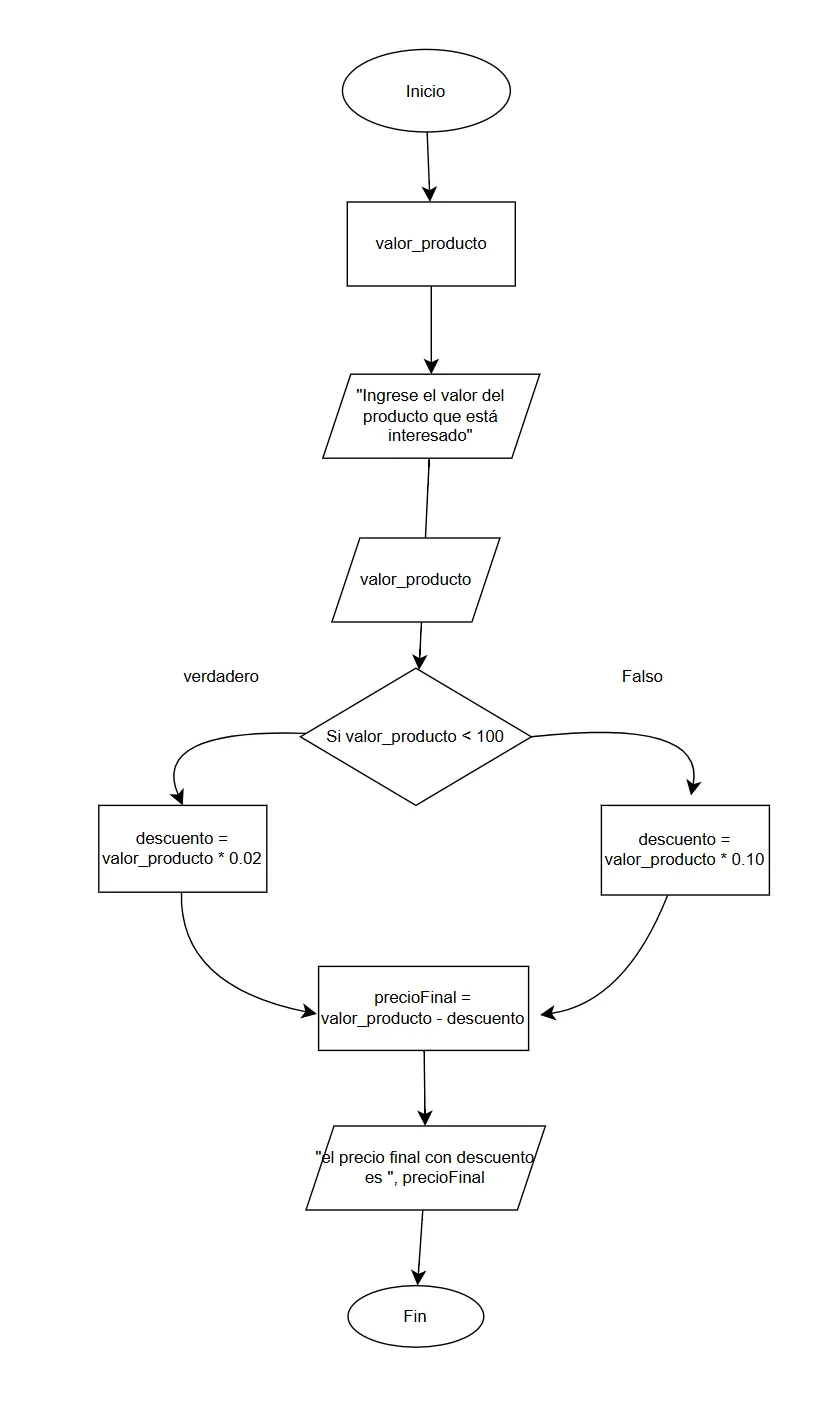 Inicio
valor_producto
"Ingrese el valor del
producto que está
interesado"
valor_producto
verdadero
Falso
Si valor_producto < 100
descuento =
valor_producto * 0.02
descuento =
valor_producto * 0.10
precioFinal =
valor_producto - descuento
"el precio final con descuento
es ", precioFinal
Fin